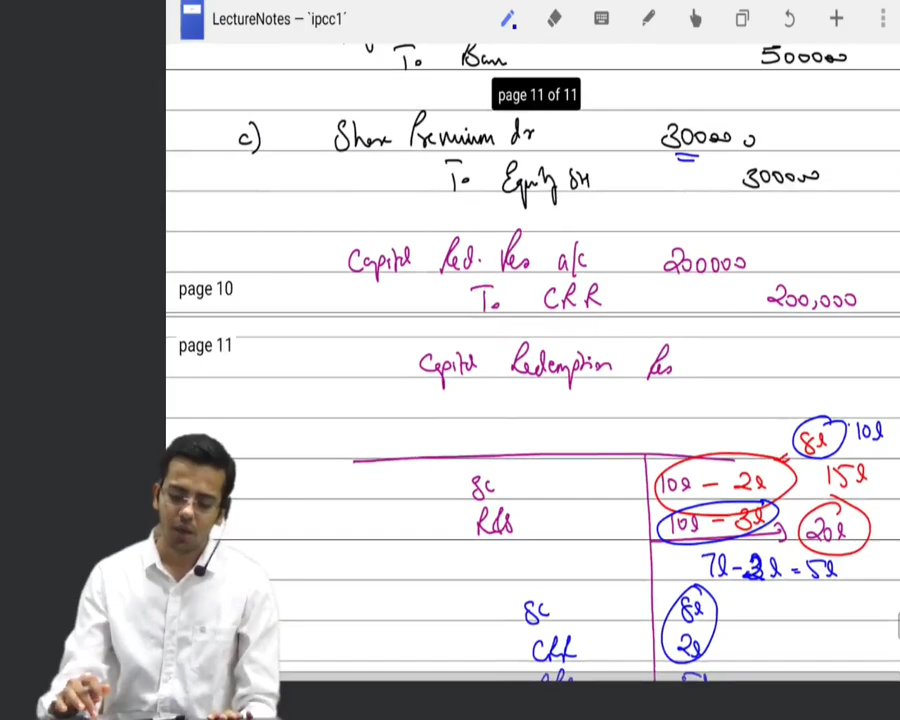 LectureNotes – `ipcc1`
To Ban 500000
page 11 of 11
c) Share Premium dr 300000
To Equity SH 300000
Capital Red. Res a/c 200000
page 10
To CRR 200,000
page 11
Capital Redemption Res
8l 10l
SC 10l - 2l 15l
R&S 10l - 3l 20l
7l - 2l = 5l
SC 8l
CRR 2l
5l